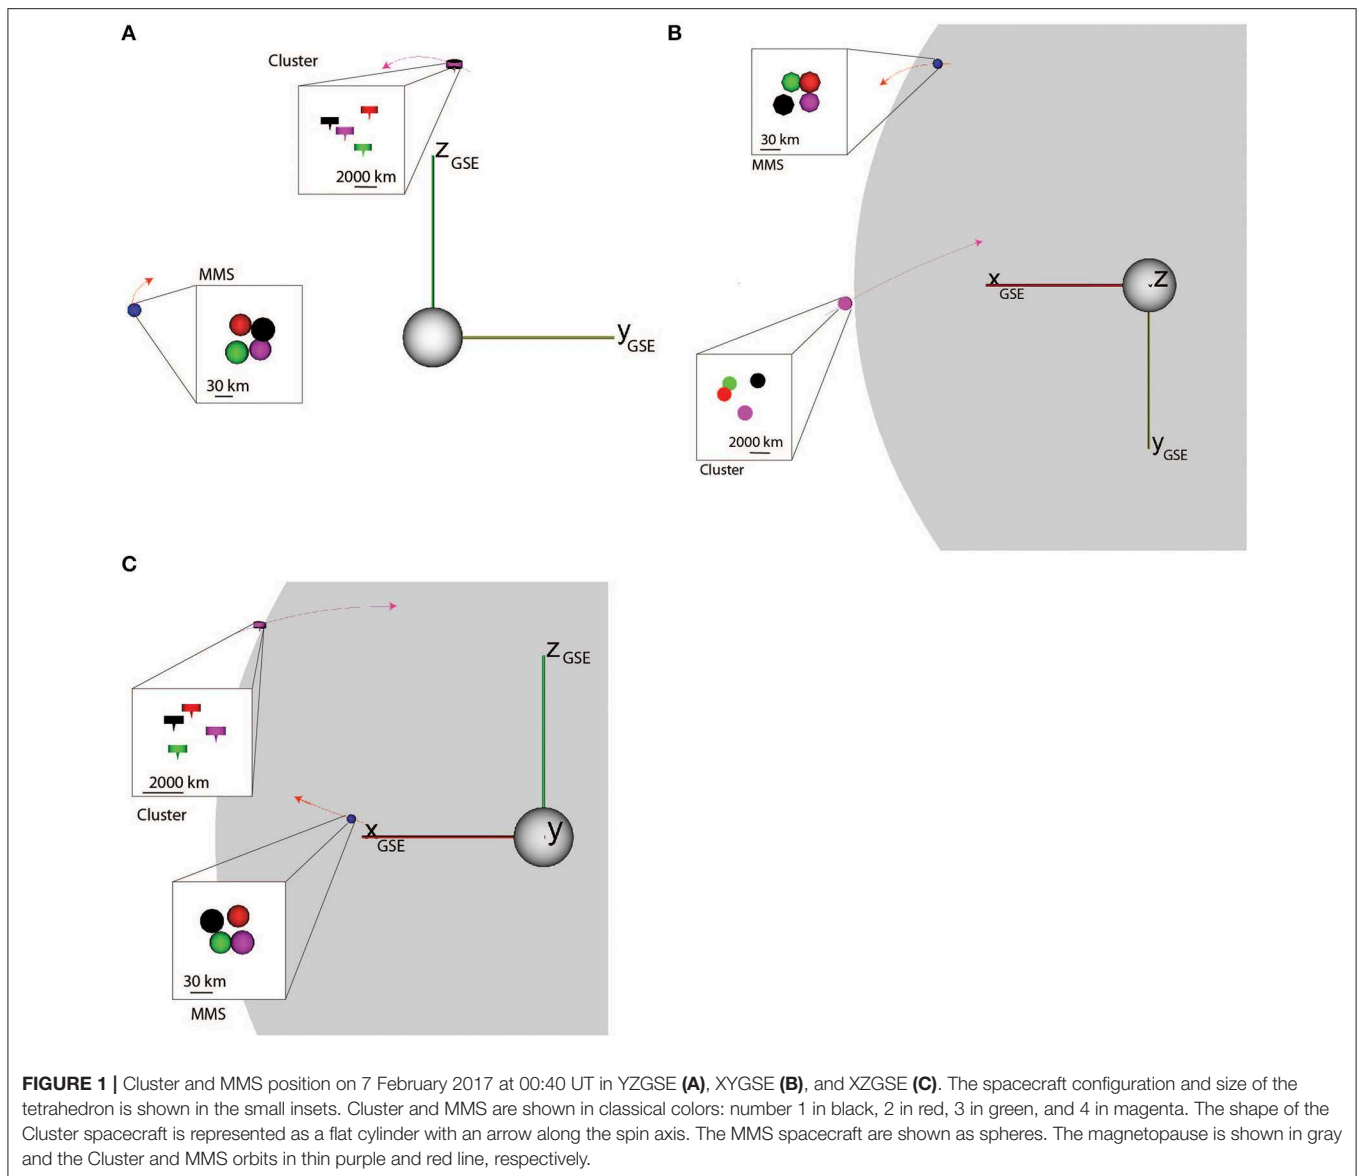 A
Cluster
2000 km
Z GSE
MMS
30 km
y GSE
B
30 km
MMS
x GSE
Z
y GSE
2000 km
Cluster
C
Z GSE
2000 km
Cluster
x GSE
y
30 km
MMS
FIGURE 1 | Cluster and MMS position on 7 February 2017 at 00:40 UT in YZGSE (A), XYGSE (B), and XZGSE (C). The spacecraft configuration and size of the
tetrahedron is shown in the small insets. Cluster and MMS are shown in classical colors: number 1 in black, 2 in red, 3 in green, and 4 in magenta. The shape of the
Cluster spacecraft is represented as a flat cylinder with an arrow along the spin axis. The MMS spacecraft are shown as spheres. The magnetopause is shown in gray
and the Cluster and MMS orbits in thin purple and red line, respectively.